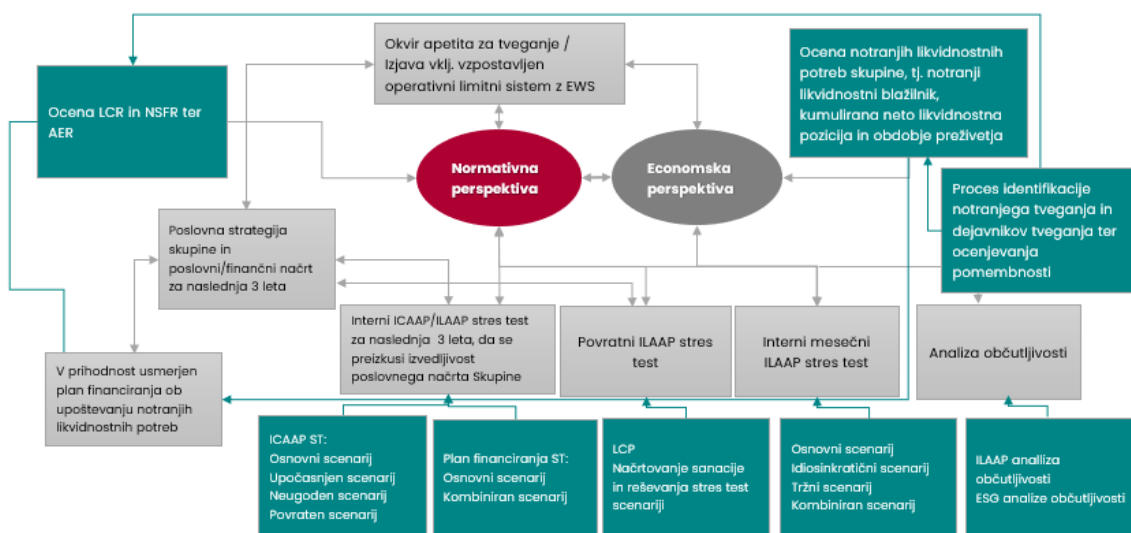 Okvir apetita za tveganje /
Izjava vklj. vzpostavljen
operativni limitni sistem z EWS
Ocena notranjih likvidnostnih
potreb skupine, tj. notranji
likvidnostni blažilnik,
kumulirana neto likvidnostna
pozicija in obdobje preživetja
Ocena LCR in NSFR ter
AER
Normativna
perspektiva
Economska
perspektiva
Proces identifikacije
notranjega tveganja in
dejavnikov tveganja ter
ocenjevanja
pomembnosti
Poslovna strategija
skupine in
poslovni/finančni načrt
za naslednja 3 leta
Interni ICAAP/ILAAP stres test
za naslednja 3 leta, da se
preizkusi izvedljivost
poslovnega načrta Skupine
Povratni ILAAP stres
test
Interni mesečni
ILAAP stres test
Analiza občutljivosti
V prihodnost usmerjen
plan financiranja ob
upoštevanju notranjih
likvidnostnih potreb
ICAAP ST:
Osnovni scenarij
Upočasnjen scenarij
Neugoden scenarij
Povraten scenarij
Plan financiranja ST:
Osnovni scenarij
Kombiniran scenarij
LCP
Načrtovanje sanacije
in reševanja stres test
scenariji
Osnovni scenarij
Idiosinkratični scenarij
Tržni scenarij
Kombiniran scenarij
ILAAP analliza
občutljivosti
ESG analize občutljivosti